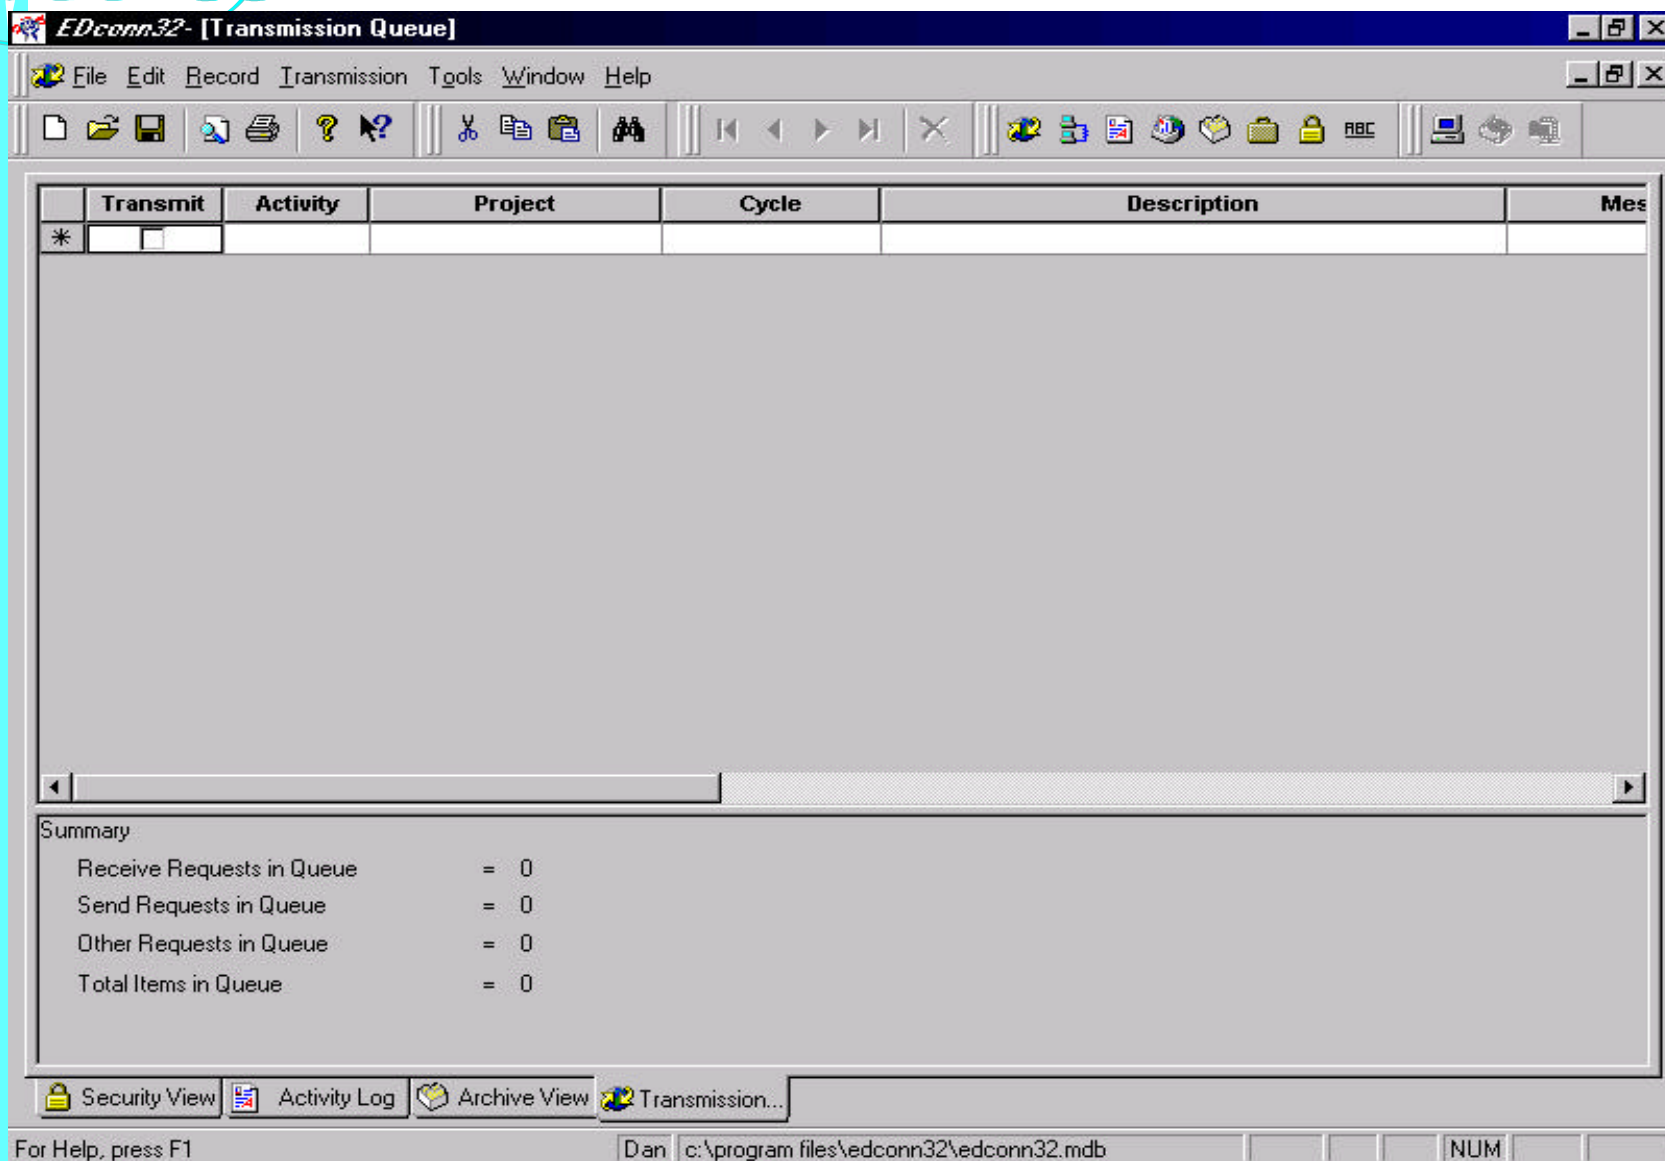 EDconn32- [Transmission Queue]
File Edit Record Transmission Tools Window Help
ABC
Transmit Activity Project Cycle Description Mes
Summary
Receive Requests in Queue = 0
Send Requests in Queue = 0
Other Requests in Queue = 0
Total Items in Queue = 0
Security View Activity Log Archive View Transmission...
For Help, press F1 Dan c:\program files\edconn32\edconn32.mdb NUM